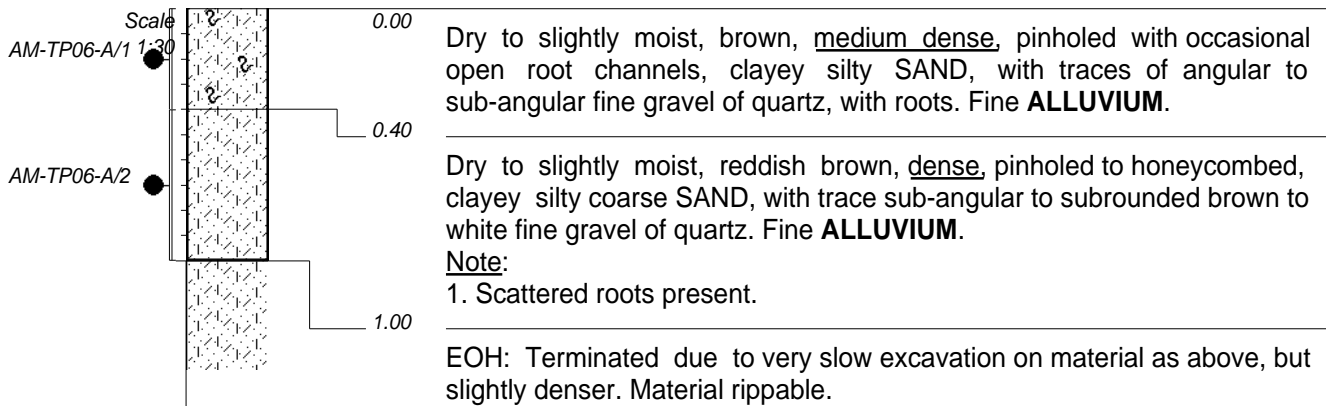 Scale
1:30
AM-TP06-A/1
AM-TP06-A/2
0.00
Dry to slightly moist, brown, medium dense, pinholed with occasional
open root channels, clayey silty SAND, with traces of angular to
sub-angular fine gravel of quartz, with roots. Fine ALLUVIUM.
0.40
Dry to slightly moist, reddish brown, dense, pinholed to honeycombed,
clayey silty coarse SAND, with trace sub-angular to subrounded brown to
white fine gravel of quartz. Fine ALLUVIUM.
Note:
1. Scattered roots present.
1.00
EOH: Terminated due to very slow excavation on material as above, but
slightly denser. Material rippable.